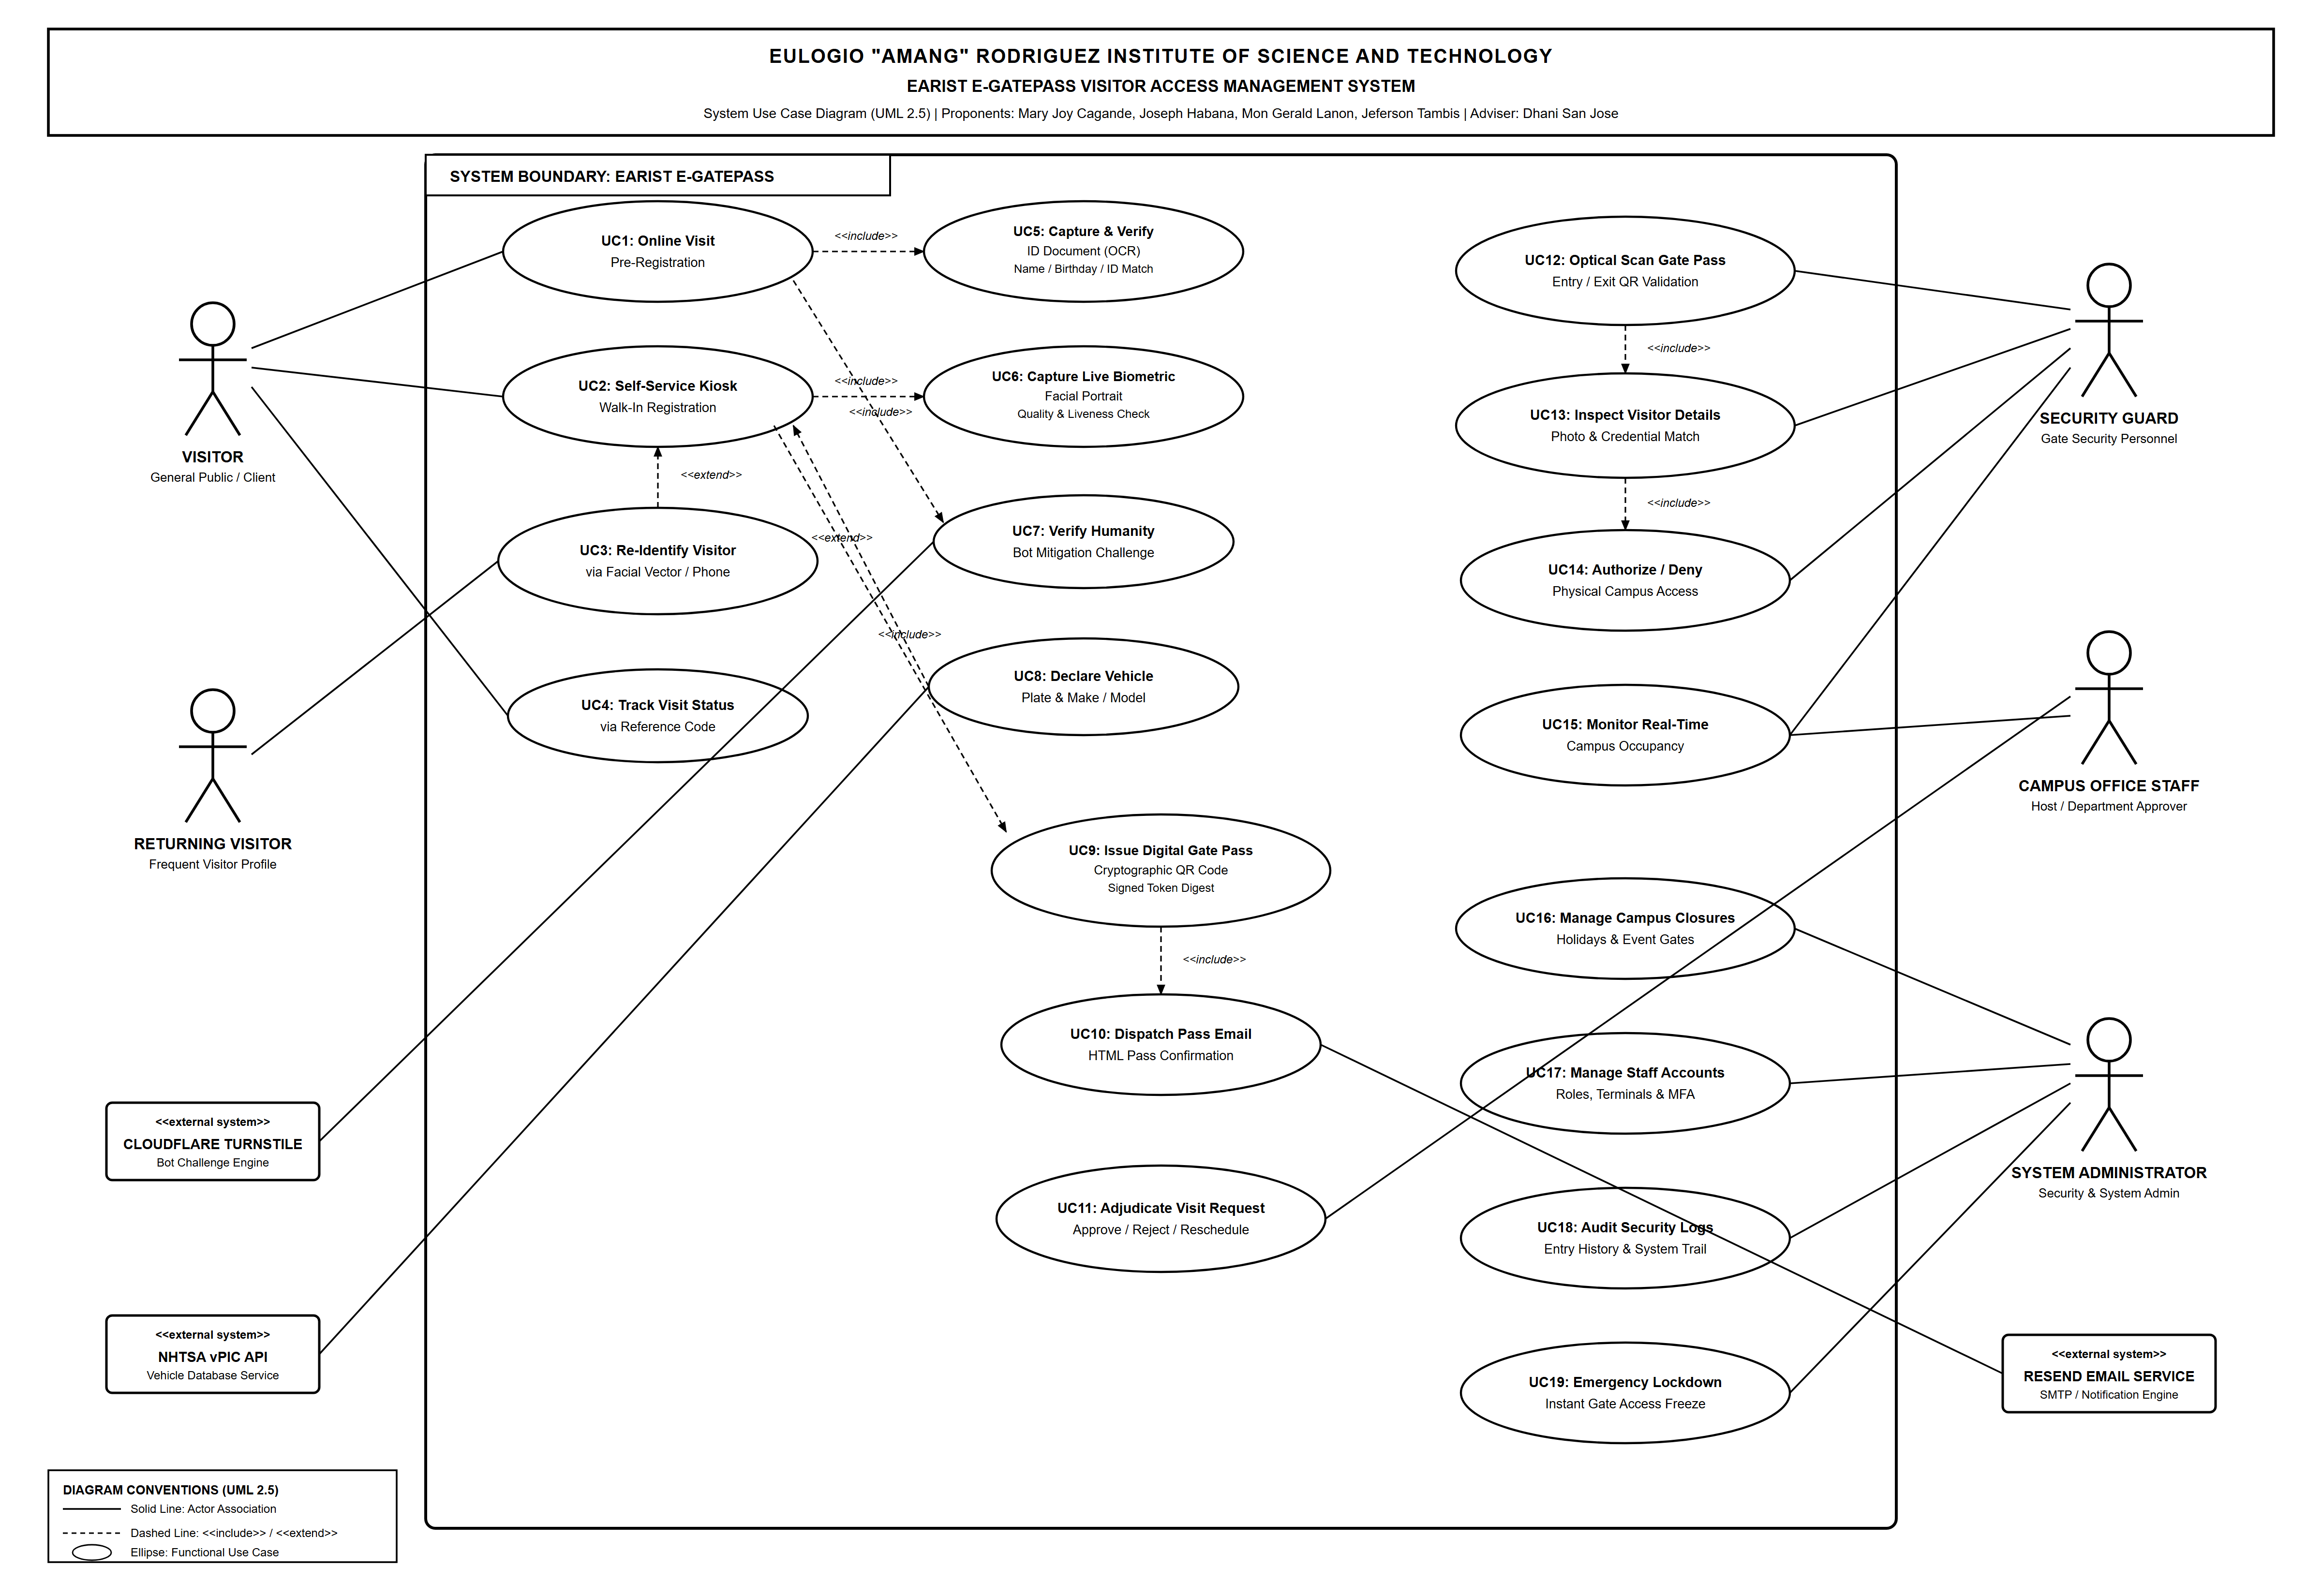 EULOGIO "AMANG" RODRIGUEZ INSTITUTE OF SCIENCE AND TECHNOLOGY
EARIST E-GATEPASS VISITOR ACCESS MANAGEMENT SYSTEM
System Use Case Diagram (UML 2.5) | Proponents: Mary Joy Cagande, Joseph Habana, Mon Gerald Lanon, Jeferson Tambis | Adviser: Dhani San Jose
SYSTEM BOUNDARY: EARIST E-GATEPASS
VISITOR
General Public / Client
RETURNING VISITOR
Frequent Visitor Profile
<<external system>>
CLOUDFLARE TURNSTILE
Bot Challenge Engine
<<external system>>
NHTSA vPIC API
Vehicle Database Service
UC1: Online Visit
Pre-Registration
<<include>>
UC2: Self-Service Kiosk
Walk-In Registration
<<include>>
<<include>>
<<extend>>
UC3: Re-Identify Visitor
via Facial Vector / Phone
<<extend>>
<<include>>
UC4: Track Visit Status
via Reference Code
UC5: Capture & Verify
ID Document (OCR)
Name / Birthday / ID Match
UC6: Capture Live Biometric
Facial Portrait
Quality & Liveness Check
UC7: Verify Humanity
Bot Mitigation Challenge
UC8: Declare Vehicle
Plate & Make / Model
UC9: Issue Digital Gate Pass
Cryptographic QR Code
Signed Token Digest
<<include>>
UC10: Dispatch Pass Email
HTML Pass Confirmation
UC11: Adjudicate Visit Request
Approve / Reject / Reschedule
UC12: Optical Scan Gate Pass
Entry / Exit QR Validation
<<include>>
UC13: Inspect Visitor Details
Photo & Credential Match
<<include>>
UC14: Authorize / Deny
Physical Campus Access
UC15: Monitor Real-Time
Campus Occupancy
UC16: Manage Campus Closures
Holidays & Event Gates
UC17: Manage Staff Accounts
Roles, Terminals & MFA
UC18: Audit Security Logs
Entry History & System Trail
UC19: Emergency Lockdown
Instant Gate Access Freeze
SECURITY GUARD
Gate Security Personnel
CAMPUS OFFICE STAFF
Host / Department Approver
SYSTEM ADMINISTRATOR
Security & System Admin
<<external system>>
RESEND EMAIL SERVICE
SMTP / Notification Engine
DIAGRAM CONVENTIONS (UML 2.5)
Solid Line: Actor Association
Dashed Line: <<include>> / <<extend>>
Ellipse: Functional Use Case